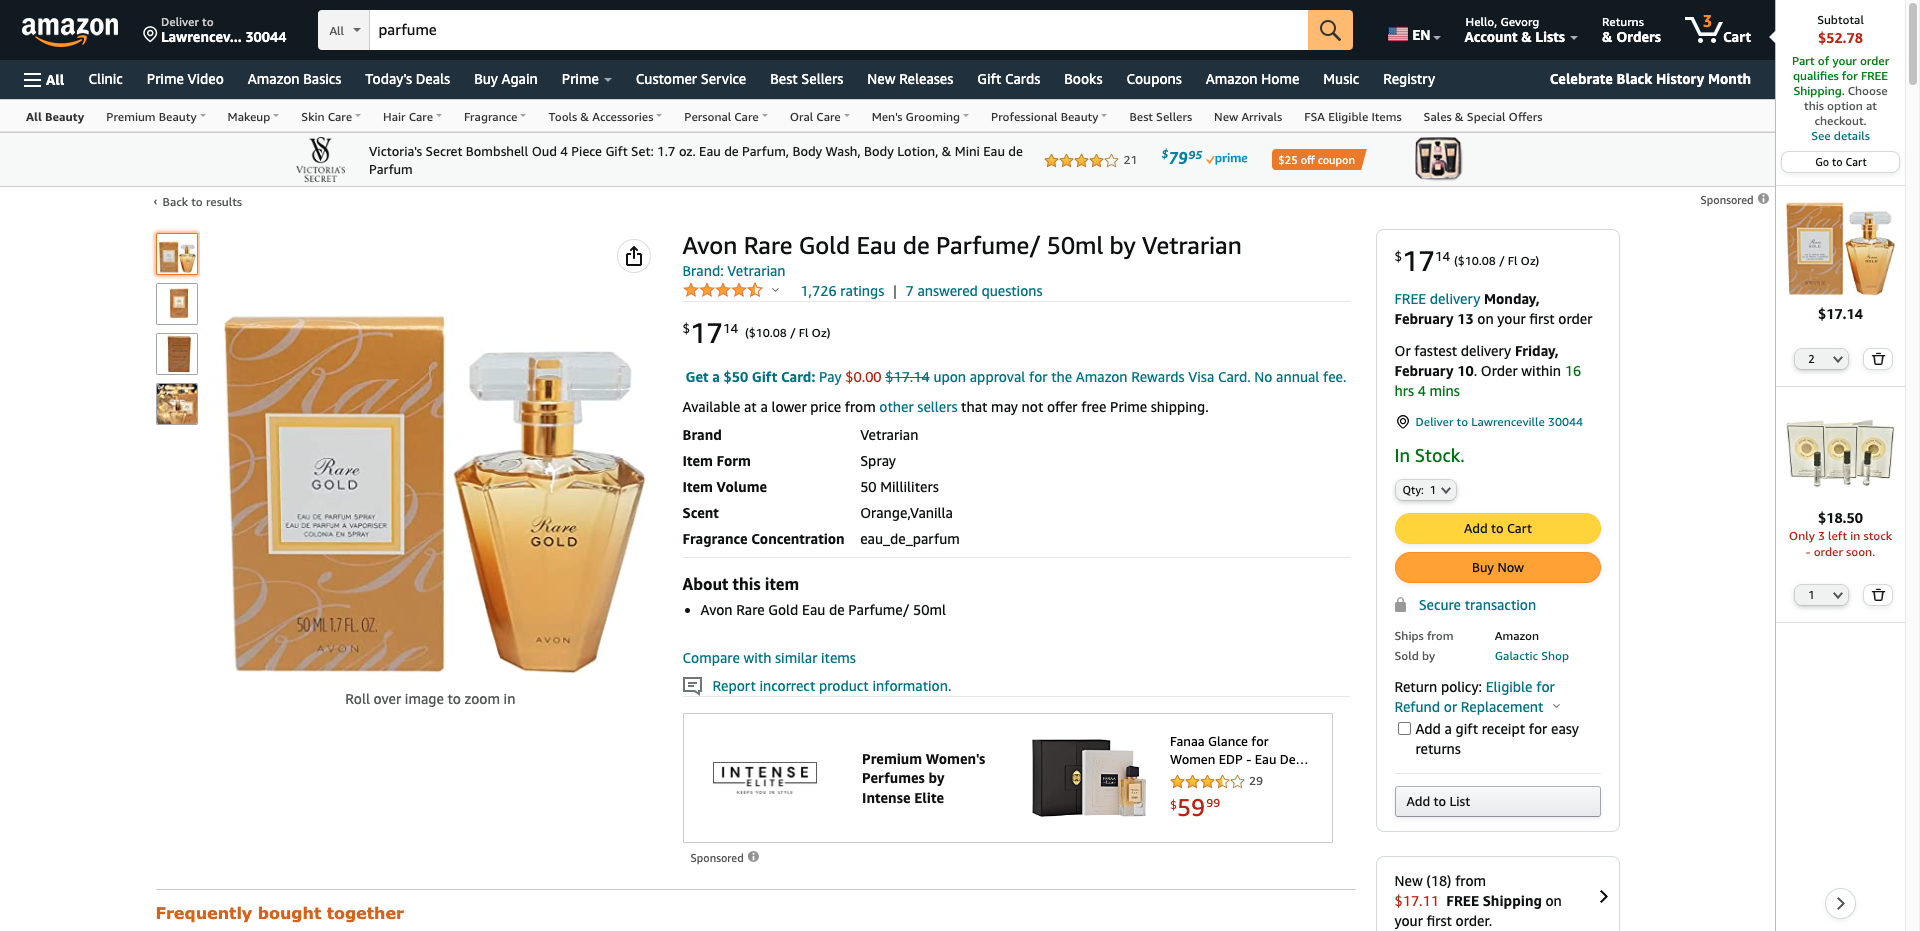 amazon
Deliver to
Lawrencev... 30044
All
parfume
EN
Hello, Gevorg
Account & Lists
Returns
& Orders
3
Cart
All
Clinic
Prime Video
Amazon Basics
Today's Deals
Buy Again
Prime
Customer Service
Best Sellers
New Releases
Gift Cards
Books
Coupons
Amazon Home
Music
Registry
Celebrate Black History Month
All Beauty
Premium Beauty
Makeup
Skin Care
Hair Care
Fragrance
Tools & Accessories
Personal Care
Oral Care
Men's Grooming
Professional Beauty
Best Sellers
New Arrivals
FSA Eligible Items
Sales & Special Offers
VICTORIA'S
SECRET
Victoria's Secret Bombshell Oud 4 Piece Gift Set: 1.7 oz. Eau de Parfum, Body Wash, Body Lotion, & Mini Eau de
Parfum
21
$79.95 prime
$25 off coupon
‹ Back to results
Sponsored
Rare
GOLD
EAU DE PARFUM SPRAY
EAU DE PARFUM A VAPORISER
COLONIA EN SPRAY
50 ML 1.7 FL. OZ.
AVON
Rare
GOLD
AVON
Roll over image to zoom in
Avon Rare Gold Eau de Parfume/ 50ml by Vetrarian
Brand: Vetrarian
1,726 ratings | 7 answered questions
$17.14 ($10.08 / Fl Oz)
Get a $50 Gift Card: Pay $0.00 $17.14 upon approval for the Amazon Rewards Visa Card. No annual fee.
Available at a lower price from other sellers that may not offer free Prime shipping.
Brand Vetrarian
Item Form Spray
Item Volume 50 Milliliters
Scent Orange,Vanilla
Fragrance Concentration eau_de_parfum
About this item
• Avon Rare Gold Eau de Parfume/ 50ml
Compare with similar items
Report incorrect product information.
INTENSE
ELITE
KEEPS YOU IN STYLE
Premium Women's
Perfumes by
Intense Elite
Fanaa Glance for
Women EDP - Eau De...
29
$59.99
Sponsored
Frequently bought together
$17.14 ($10.08 / Fl Oz)
FREE delivery Monday,
February 13 on your first order
Or fastest delivery Friday,
February 10. Order within 16
hrs 4 mins
Deliver to Lawrenceville 30044
In Stock.
Qty: 1
Add to Cart
Buy Now
Secure transaction
Ships from Amazon
Sold by Galactic Shop
Return policy: Eligible for
Refund or Replacement
Add a gift receipt for easy
returns
Add to List
New (18) from
$17.11 FREE Shipping on
your first order.
Subtotal
$52.78
Part of your order
qualifies for FREE
Shipping. Choose
this option at
checkout.
See details
Go to Cart
Rare
GOLD
$17.14
2
$18.50
Only 3 left in stock
- order soon.
1